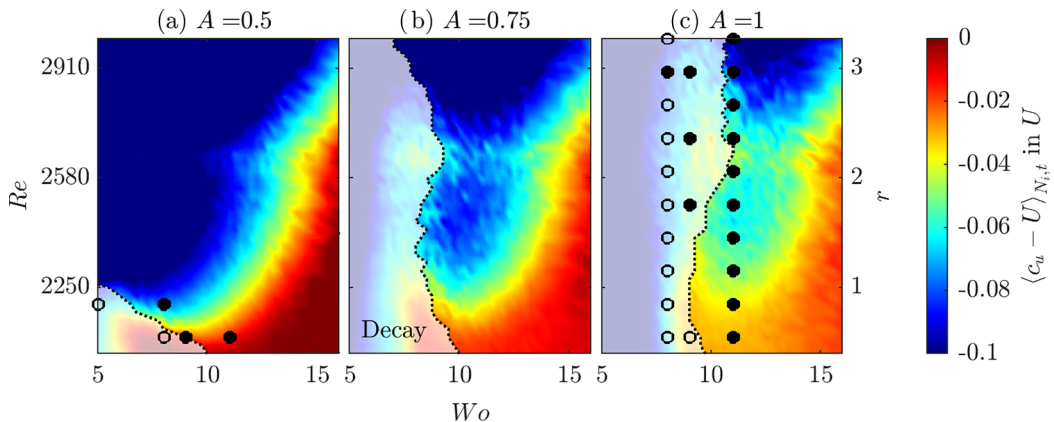 (a) A =0.5
(b) A =0.75
(c) A =1
Re
2910
2580
2250
Decay
5
10
15
5
10
15
5
10
15
Wo
3
2
1
r
0
-0.02
-0.04
-0.06
-0.08
-0.1
⟨c_u − U⟩_{N_i,t} in U